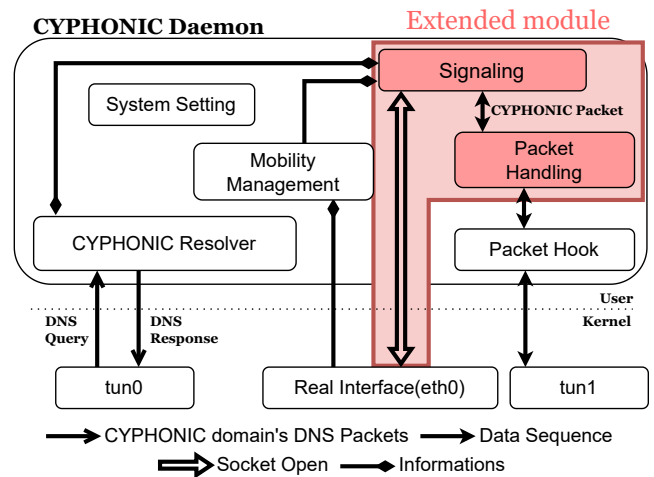 CYPHONIC Daemon
Extended module
Signaling
System Setting
CYPHONIC Packet
Mobility
Management
Packet
Handling
CYPHONIC Resolver
Packet Hook
User
DNS
Query
DNS
Response
Kernel
tun0
Real Interface(eth0)
tun1
CYPHONIC domain's DNS Packets
Data Sequence
Socket Open
Informations